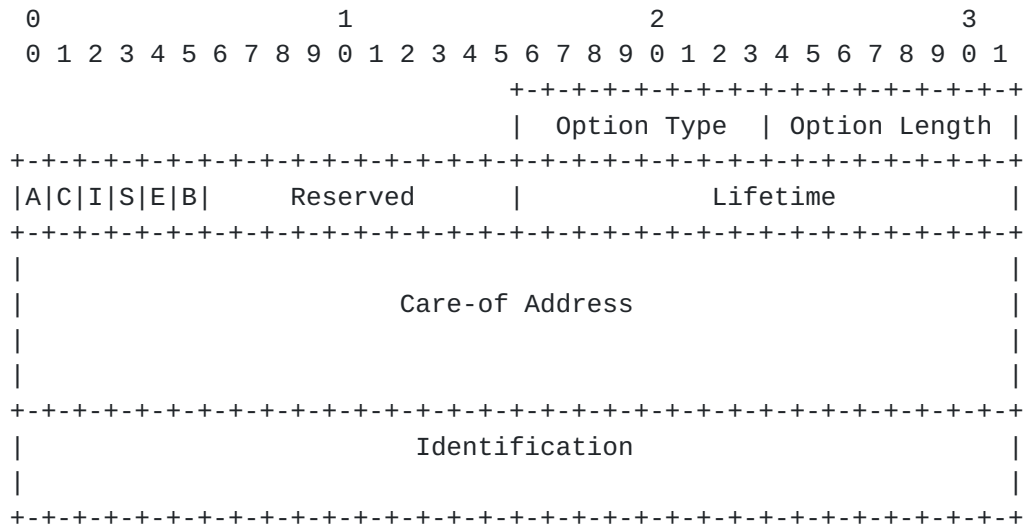 0                   1                   2                   3
 0 1 2 3 4 5 6 7 8 9 0 1 2 3 4 5 6 7 8 9 0 1 2 3 4 5 6 7 8 9 0 1
                                +-+-+-+-+-+-+-+-+-+-+-+-+-+-+-+-+
                                |  Option Type  | Option Length |
+-+-+-+-+-+-+-+-+-+-+-+-+-+-+-+-+-+-+-+-+-+-+-+-+-+-+-+-+-+-+-+-+
|A|C|I|S|E|B|     Reserved      |            Lifetime           |
+-+-+-+-+-+-+-+-+-+-+-+-+-+-+-+-+-+-+-+-+-+-+-+-+-+-+-+-+-+-+-+-+
|                                                               |
|                        Care-of Address                        |
|                                                               |
|                                                               |
+-+-+-+-+-+-+-+-+-+-+-+-+-+-+-+-+-+-+-+-+-+-+-+-+-+-+-+-+-+-+-+-+
|                         Identification                        |
|                                                               |
+-+-+-+-+-+-+-+-+-+-+-+-+-+-+-+-+-+-+-+-+-+-+-+-+-+-+-+-+-+-+-+-+